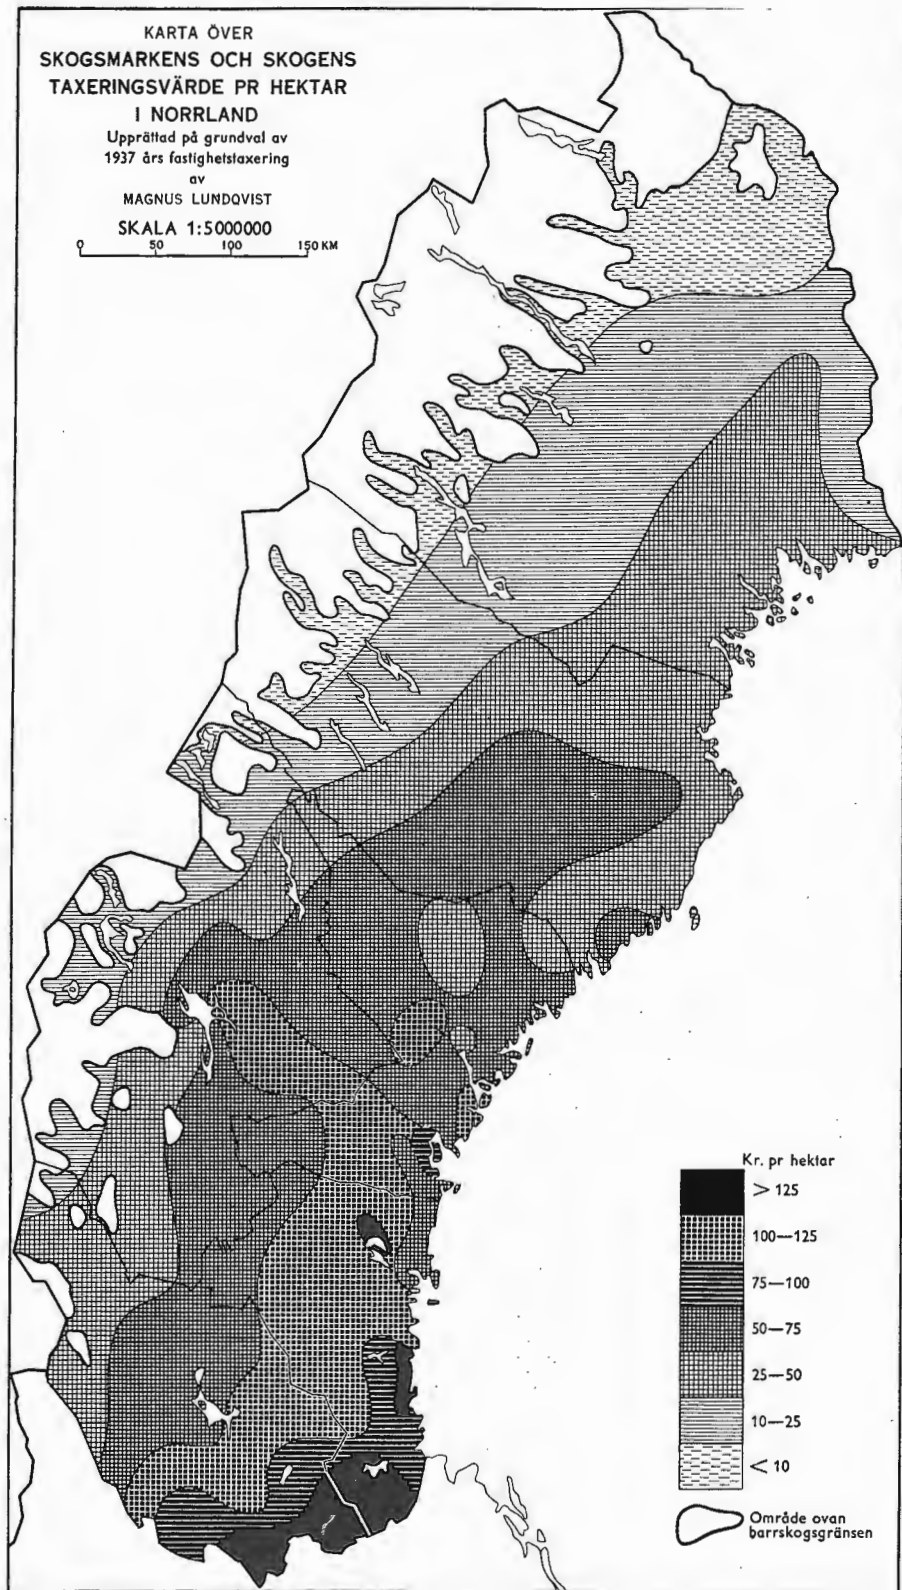 KARTA ÖVER
SKOGSMARKENS OCH SKOGENS
TAXERINGSVÄRDE PR HEKTAR
I NORRLAND
Upprättad på grundval av
1937 års fastighetstaxering
av
MAGNUS LUNDQVIST
SKALA 1:5000000
0 50 100 150 KM
Kr. pr hektar
> 125
100—125
75—100
50—75
25—50
10—25
< 10
Område ovan
barrskogsgränsen